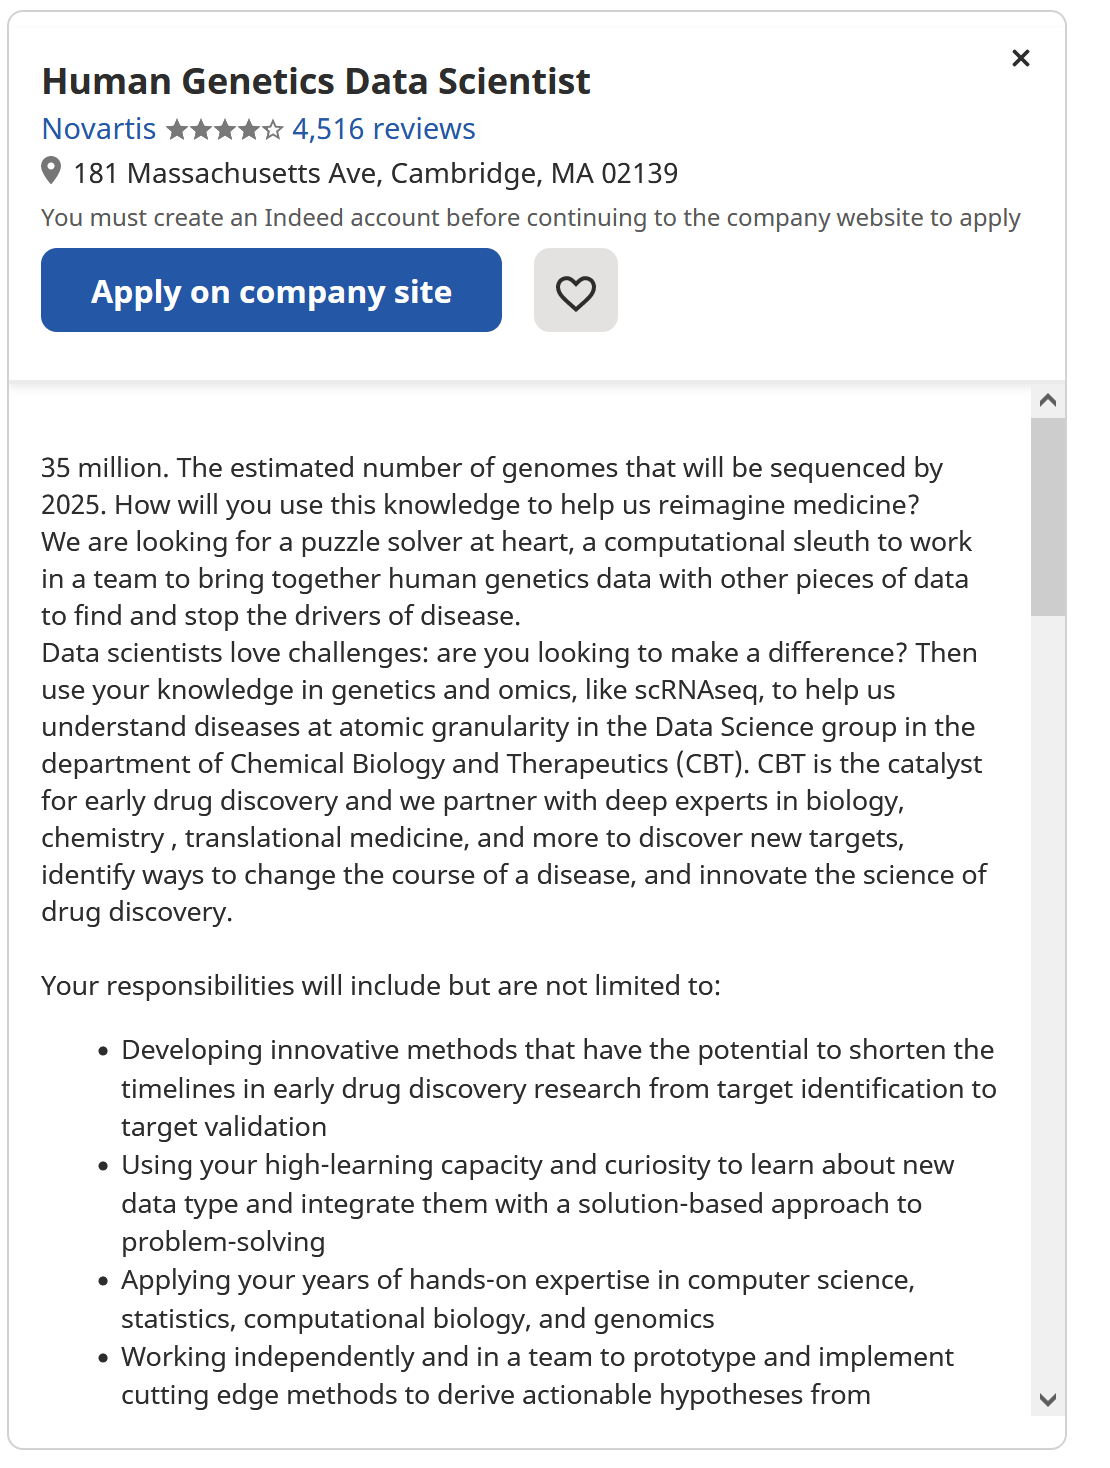 Human Genetics Data Scientist
Novartis 4,516 reviews
181 Massachusetts Ave, Cambridge, MA 02139
You must create an Indeed account before continuing to the company website to apply
Apply on company site
35 million. The estimated number of genomes that will be sequenced by
2025. How will you use this knowledge to help us reimagine medicine?
We are looking for a puzzle solver at heart, a computational sleuth to work
in a team to bring together human genetics data with other pieces of data
to find and stop the drivers of disease.
Data scientists love challenges: are you looking to make a difference? Then
use your knowledge in genetics and omics, like scRNAseq, to help us
understand diseases at atomic granularity in the Data Science group in the
department of Chemical Biology and Therapeutics (CBT). CBT is the catalyst
for early drug discovery and we partner with deep experts in biology,
chemistry , translational medicine, and more to discover new targets,
identify ways to change the course of a disease, and innovate the science of
drug discovery.
Your responsibilities will include but are not limited to:
• Developing innovative methods that have the potential to shorten the
timelines in early drug discovery research from target identification to
target validation
• Using your high-learning capacity and curiosity to learn about new
data type and integrate them with a solution-based approach to
problem-solving
• Applying your years of hands-on expertise in computer science,
statistics, computational biology, and genomics
• Working independently and in a team to prototype and implement
cutting edge methods to derive actionable hypotheses from